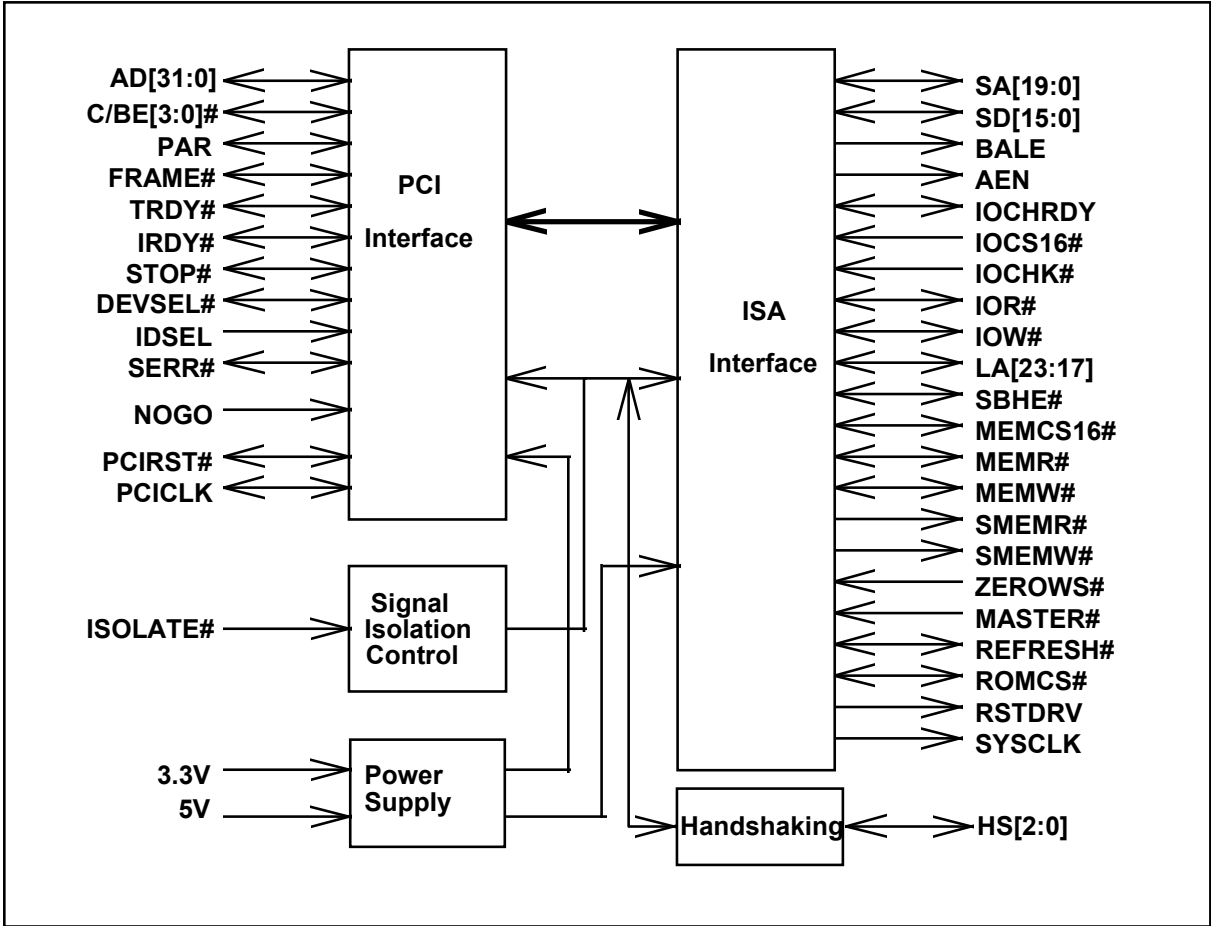 AD[31:0]
C/BE[3:0]#
PAR
FRAME#
TRDY#
IRDY#
STOP#
DEVSEL#
IDSEL
SERR#
NOGO
PCIRST#
PCICLK
ISOLATE#
3.3V
5V
PCI
Interface
Signal
Isolation
Control
Power
Supply
ISA
Interface
Handshaking
SA[19:0]
SD[15:0]
BALE
AEN
IOCHRDY
IOCS16#
IOCHK#
IOR#
IOW#
LA[23:17]
SBHE#
MEMCS16#
MEMR#
MEMW#
SMEMR#
SMEMW#
ZEROWS#
MASTER#
REFRESH#
ROMCS#
RSTDRV
SYSCLK
HS[2:0]